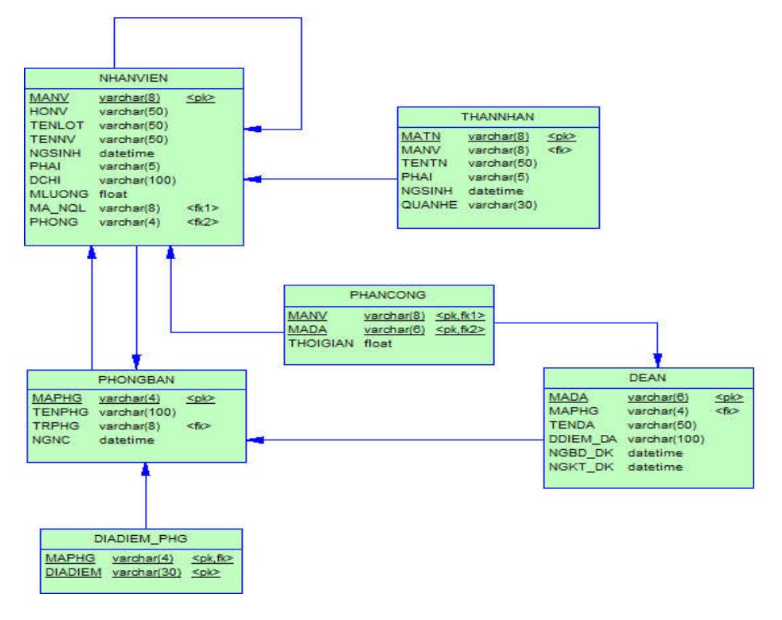 NHANVIEN
MANV varchar(8) <pk>
HONV varchar(50)
TENLOT varchar(50)
TENNV varchar(50)
NGSINH datetime
PHAI varchar(5)
DCHI varchar(100)
MLUONG float
MA_NQL varchar(8) <fk1>
PHONG varchar(4) <fk2>
THANNHAN
MATN varchar(8) <pk>
MANV varchar(8) <fk>
TENTN varchar(50)
PHAI varchar(5)
NGSINH datetime
QUANHE varchar(30)
PHANCONG
MANV varchar(8) <pk,fk1>
MADA varchar(6) <pk,fk2>
THOIGIAN float
PHONGBAN
MAPHG varchar(4) <pk>
TENPHG varchar(100)
TRPHG varchar(8) <fk>
NGNC datetime
DEAN
MADA varchar(6) <pk>
MAPHG varchar(4) <fk>
TENDA varchar(50)
DDIEM_DA varchar(100)
NGBD_DK datetime
NGKT_DK datetime
DIADIEM_PHG
MAPHG varchar(4) <pk,fk>
DIADIEM varchar(30) <pk>